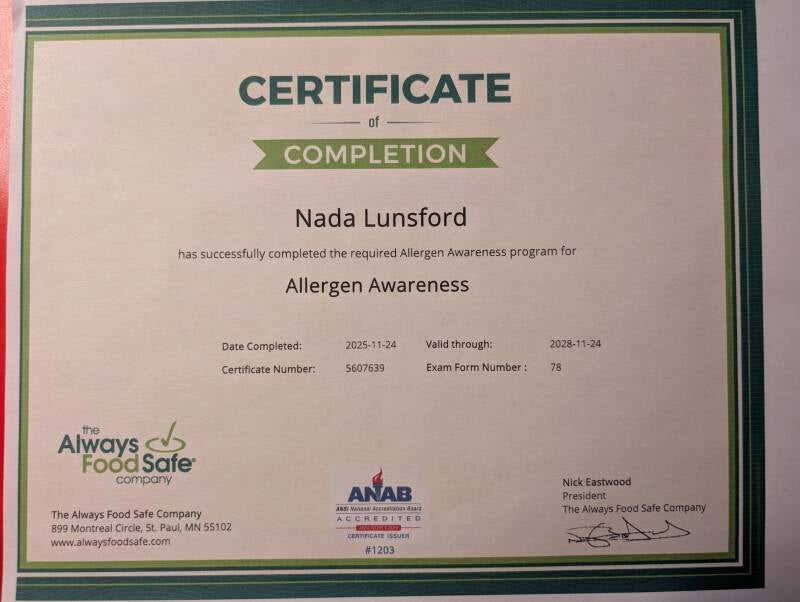 CERTIFICATE
of
COMPLETION
Nada Lunsford
has successfully completed the required Allergen Awareness program for
Allergen Awareness
Date Completed: 2025-11-24 Valid through: 2028-11-24
Certificate Number: 5607639 Exam Form Number : 78
the
Always
Food Safe®
company
The Always Food Safe Company
899 Montreal Circle, St. Paul, MN 55102
www.alwaysfoodsafe.com
ANAB
ANSI National Accreditation Board
ACCREDITED
CERTIFICATE ISSUER
#1203
Nick Eastwood
President
The Always Food Safe Company